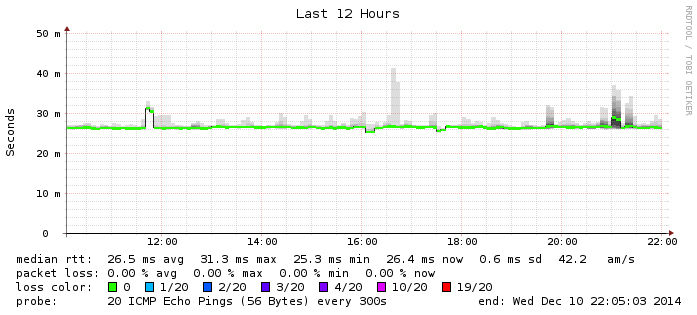 Last 12 Hours
RRDTOOL / TOBI OETIKER
Seconds
50 m
40 m
30 m
20 m
10 m
0
12:00 14:00 16:00 18:00 20:00 22:00
median rtt: 26.5 ms avg 31.3 ms max 25.3 ms min 26.4 ms now 0.6 ms sd 42.2 am/s
packet loss: 0.00 % avg 0.00 % max 0.00 % min 0.00 % now
loss color: 0 1/20 2/20 3/20 4/20 10/20 19/20
probe: 20 ICMP Echo Pings (56 Bytes) every 300s end: Wed Dec 10 22:05:03 2014